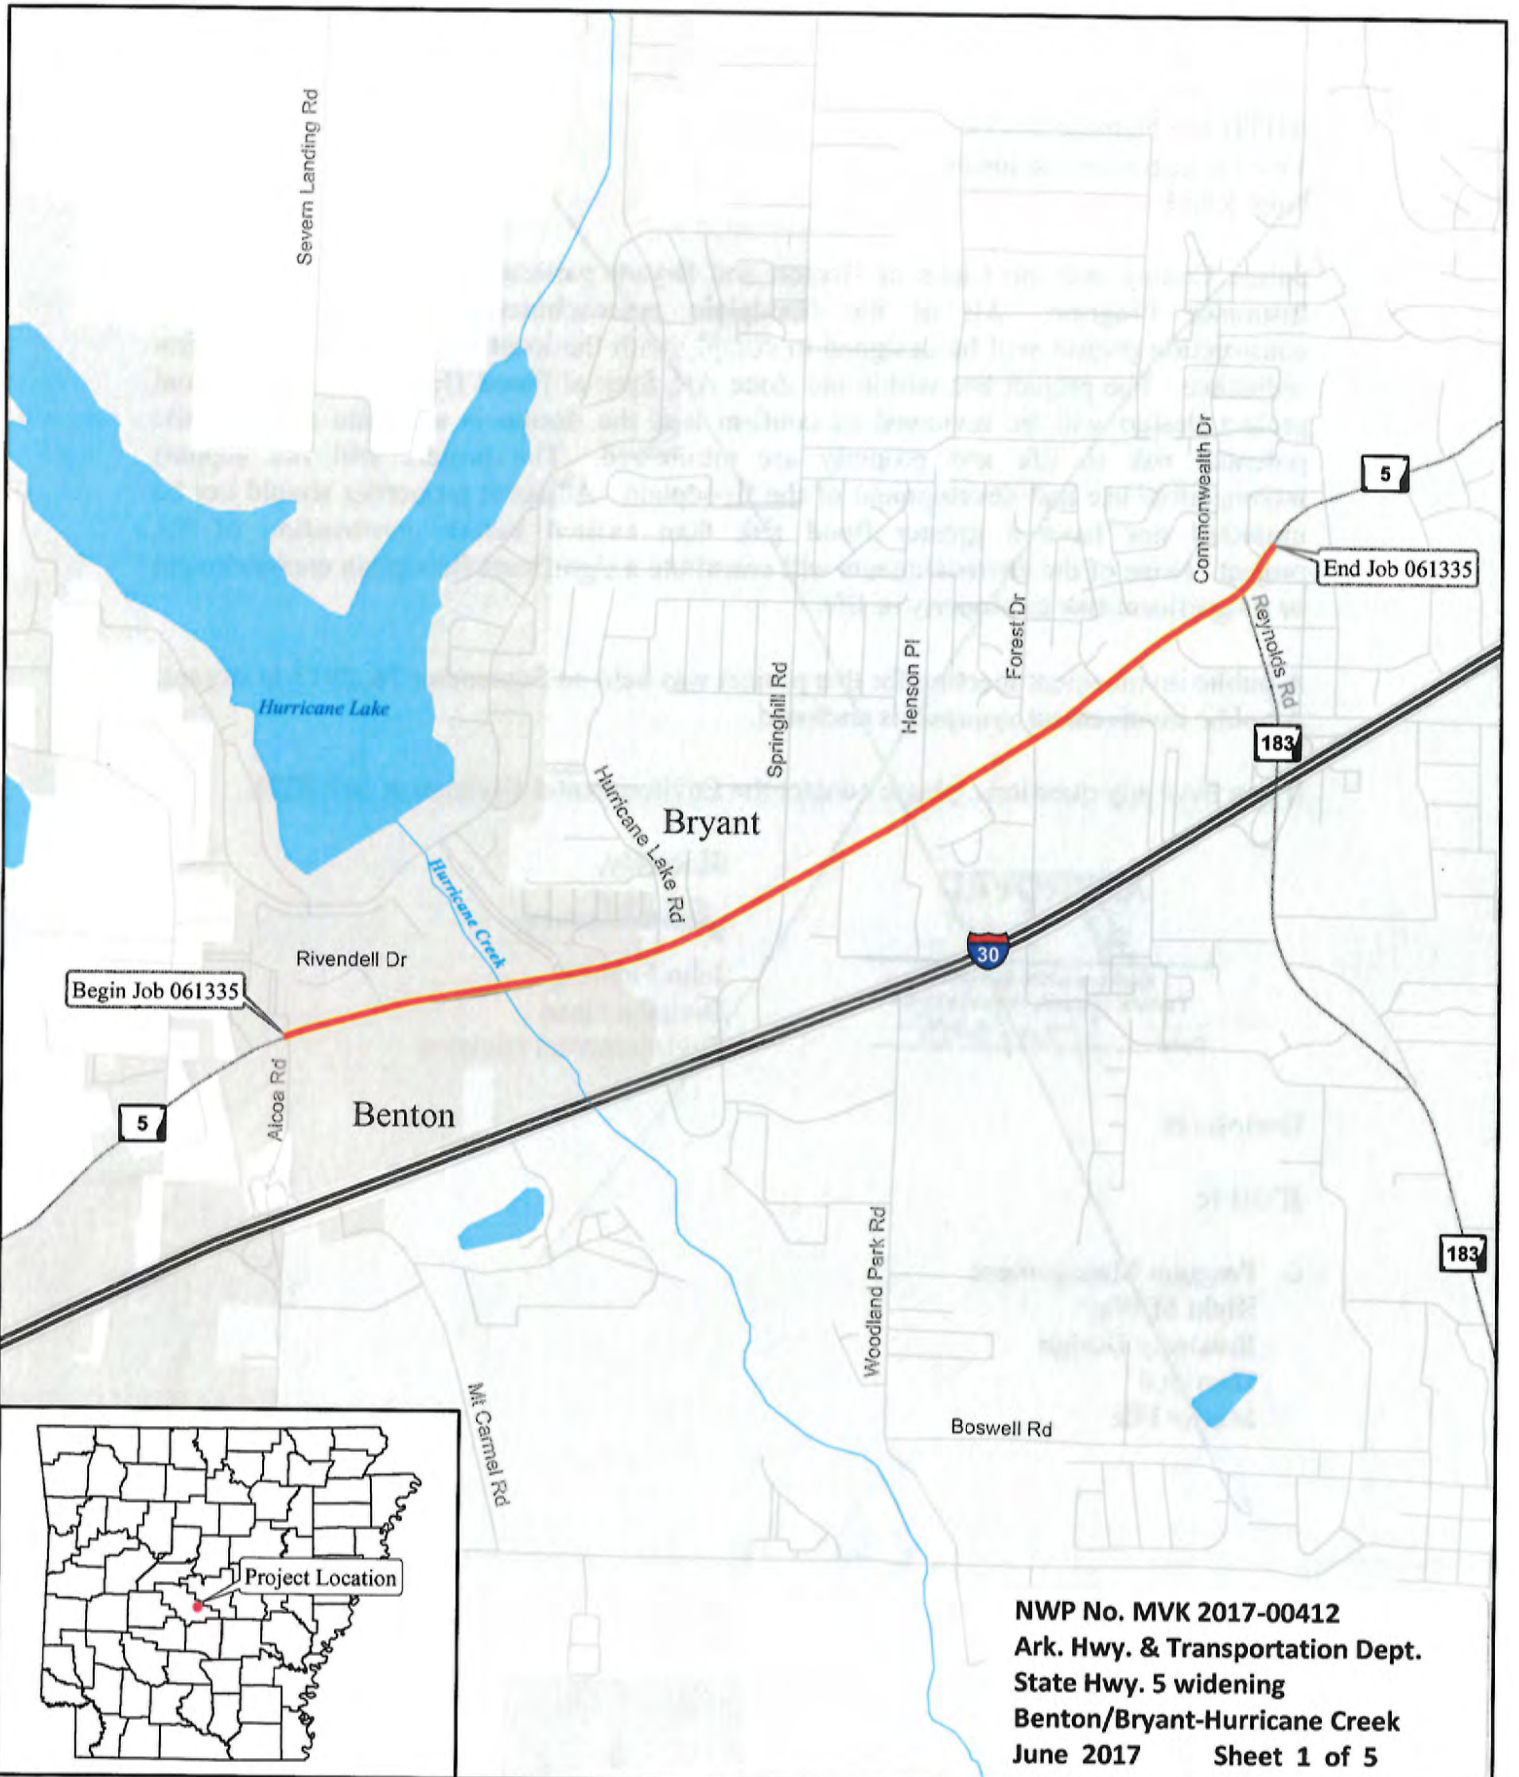 Severn Landing Rd
Commonwealth Dr
5
End Job 061335
Reynolds Rd
Forest Dr
Henson Pl
Springhill Rd
Hurricane Lake
183
Hurricane Lake Rd
Bryant
Hurricane Creek
30
Rivendell Dr
Begin Job 061335
Alcoa Rd
Benton
5
Woodland Park Rd
183
Mt Carmel Rd
Boswell Rd
Project Location
NWP No. MVK 2017-00412
Ark. Hwy. & Transportation Dept.
State Hwy. 5 widening
Benton/Bryant-Hurricane Creek
June 2017 Sheet 1 of 5